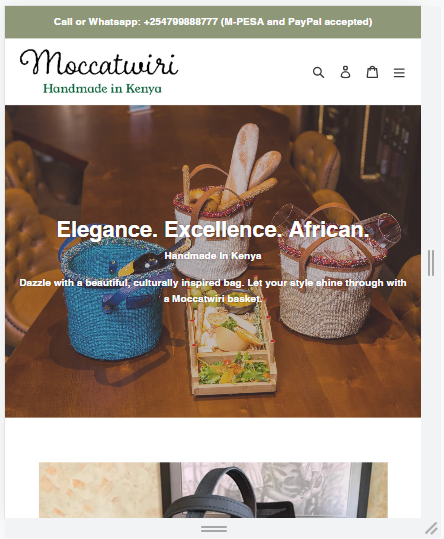 Call or Whatsapp: +254799888777 (M-PESA and PayPal accepted)
Moccatwiri
Handmade in Kenya
Elegance. Excellence. African.
Handmade In Kenya
Dazzle with a beautiful, culturally inspired bag. Let your style shine through with
a Moccatwiri basket.